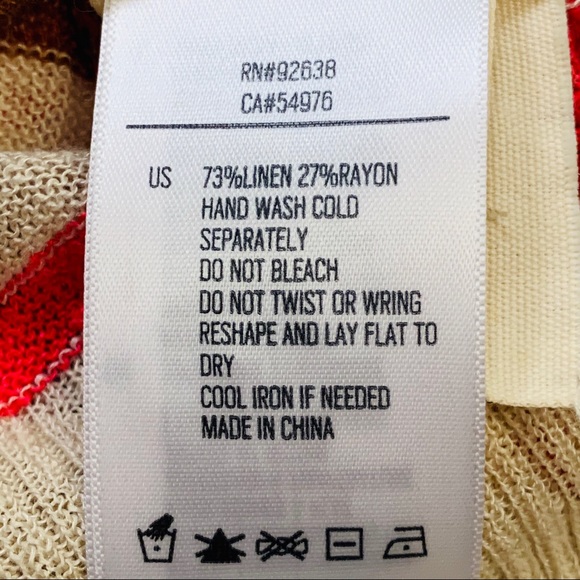 RN#92638
CA#54976
US 73%LINEN 27%RAYON
HAND WASH COLD
SEPARATELY
DO NOT BLEACH
DO NOT TWIST OR WRING
RESHAPE AND LAY FLAT TO
DRY
COOL IRON IF NEEDED
MADE IN CHINA